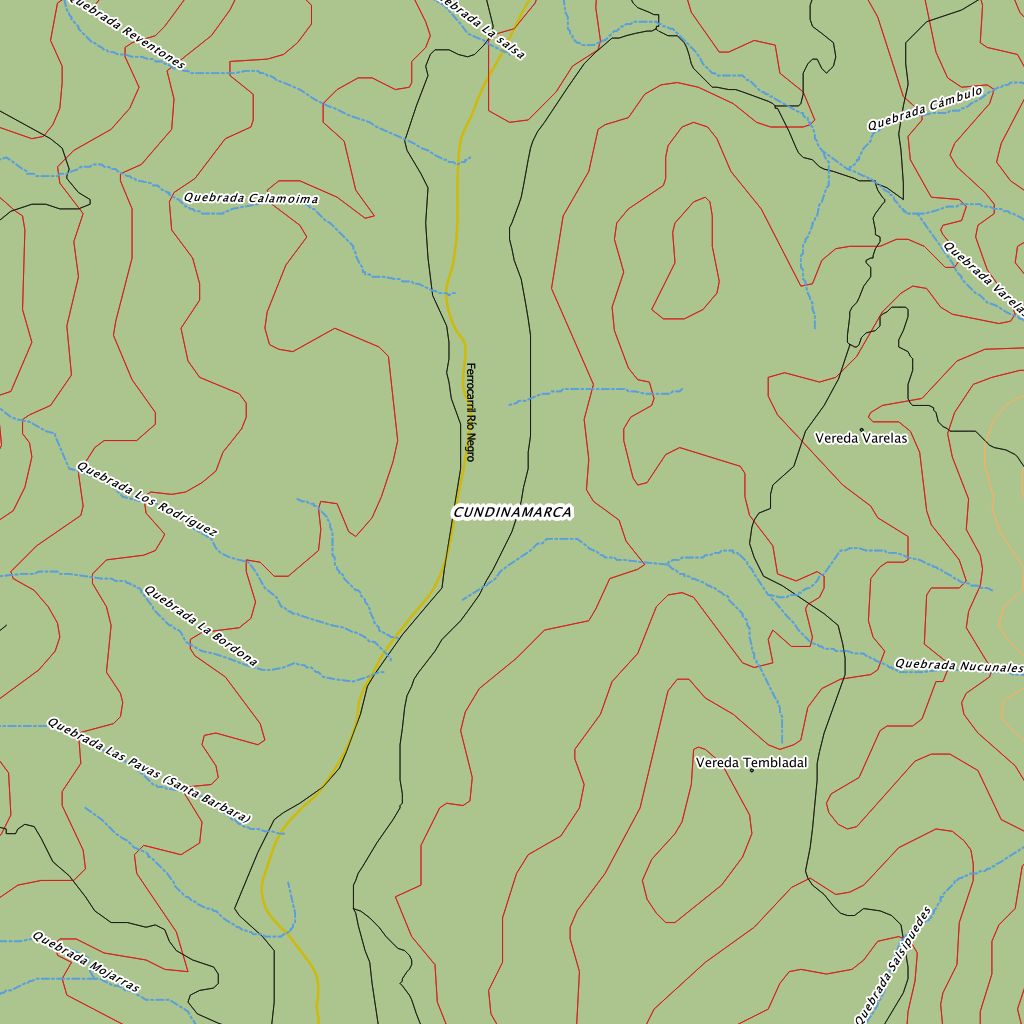 Quebrada Reventones
Quebrada La salsa
Quebrada Cámbulo
Quebrada Calamoima
Quebrada Varelas
Ferrocarril Río Negro
Vereda Varelas
Quebrada Los Rodríguez
CUNDINAMARCA
Quebrada La Bordona
Quebrada Nucunales
Quebrada Las Pavas (Santa Barbara)
Vereda Tembladal
Quebrada Salsipuedes
Quebrada Mojarras